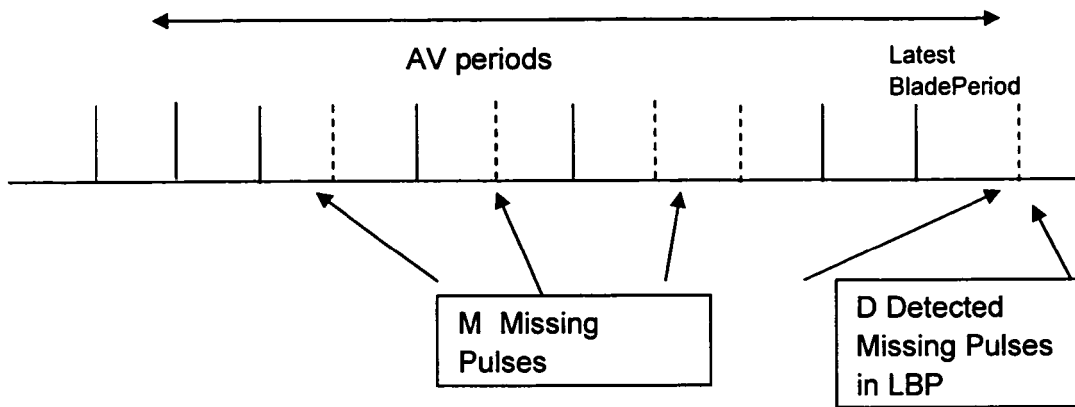 AV periods
Latest
BladePeriod
M Missing
Pulses
D Detected
Missing Pulses
in LBP